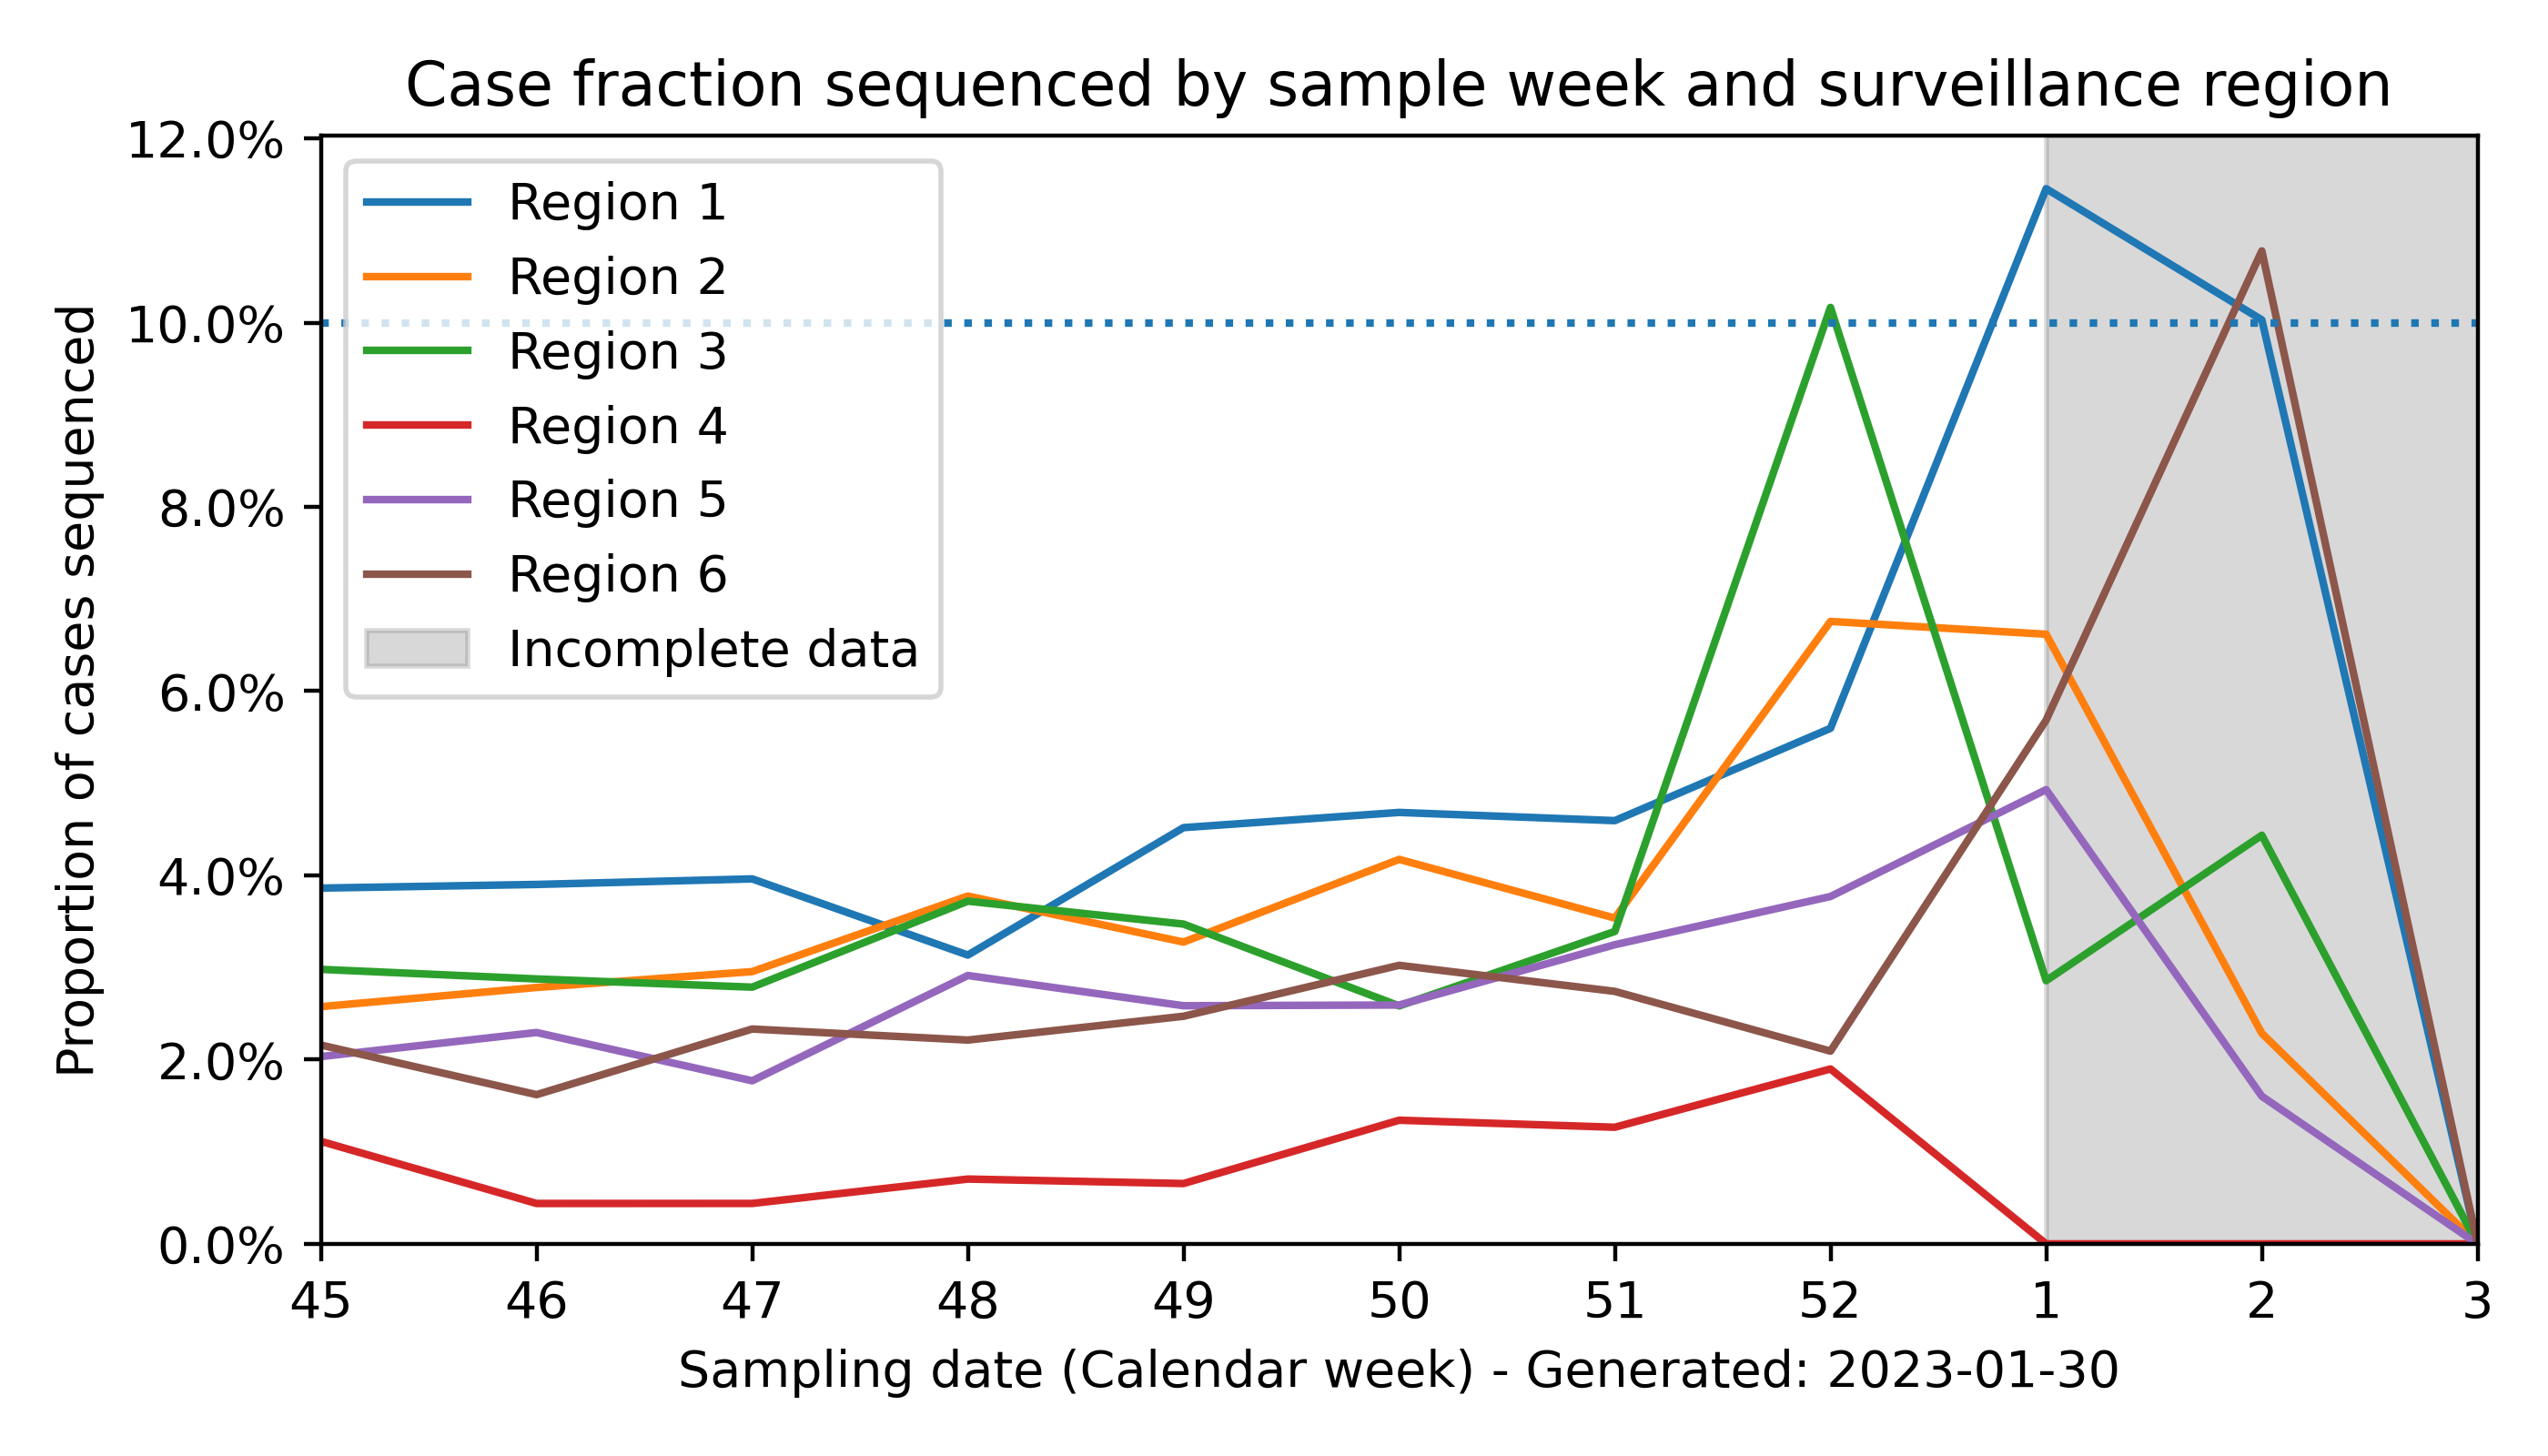 Case fraction sequenced by sample week and surveillance region
12.0%
10.0%
8.0%
6.0%
4.0%
2.0%
0.0%
Proportion of cases sequenced
Region 1
Region 2
Region 3
Region 4
Region 5
Region 6
Incomplete data
45 46 47 48 49 50 51 52 1 2 3
Sampling date (Calendar week) - Generated: 2023-01-30